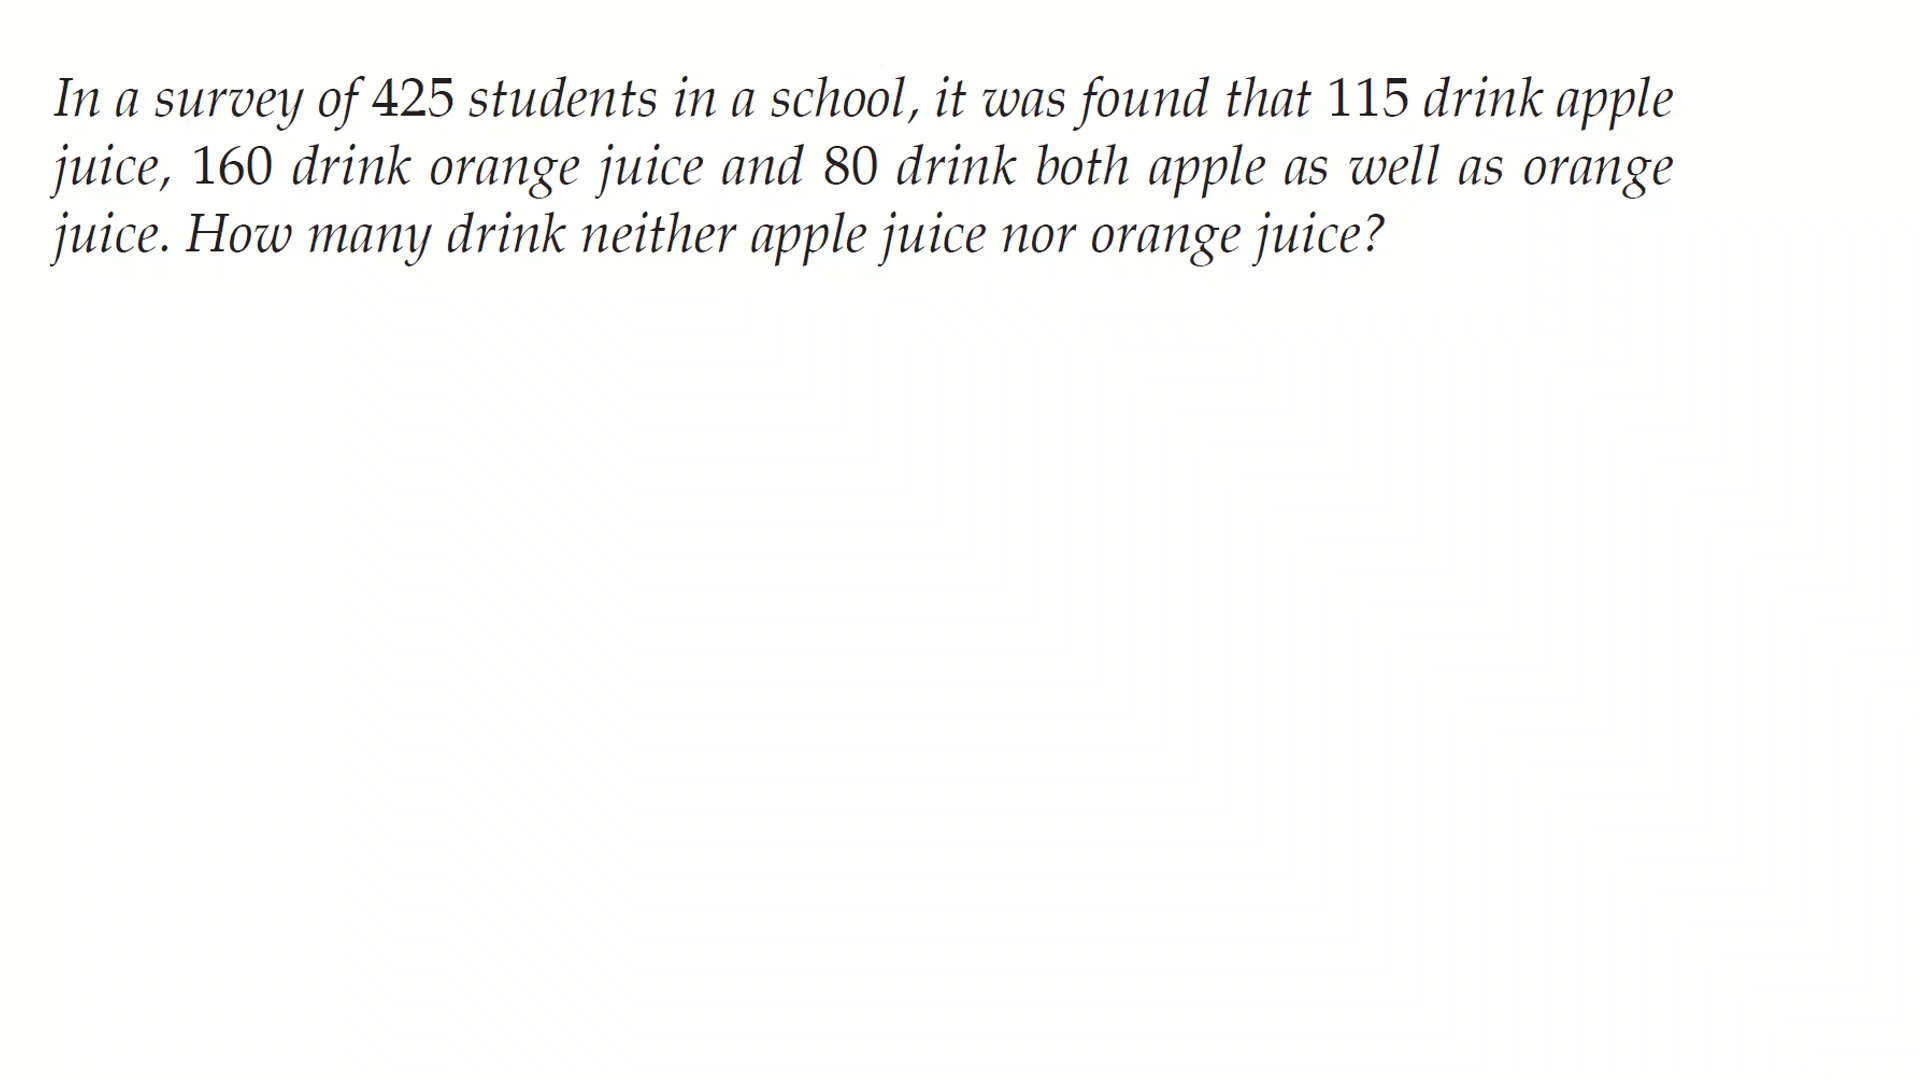 In a survey of 425 students in a school, it was found that 115 drink apple
juice, 160 drink orange juice and 80 drink both apple as well as orange
juice. How many drink neither apple juice nor orange juice?